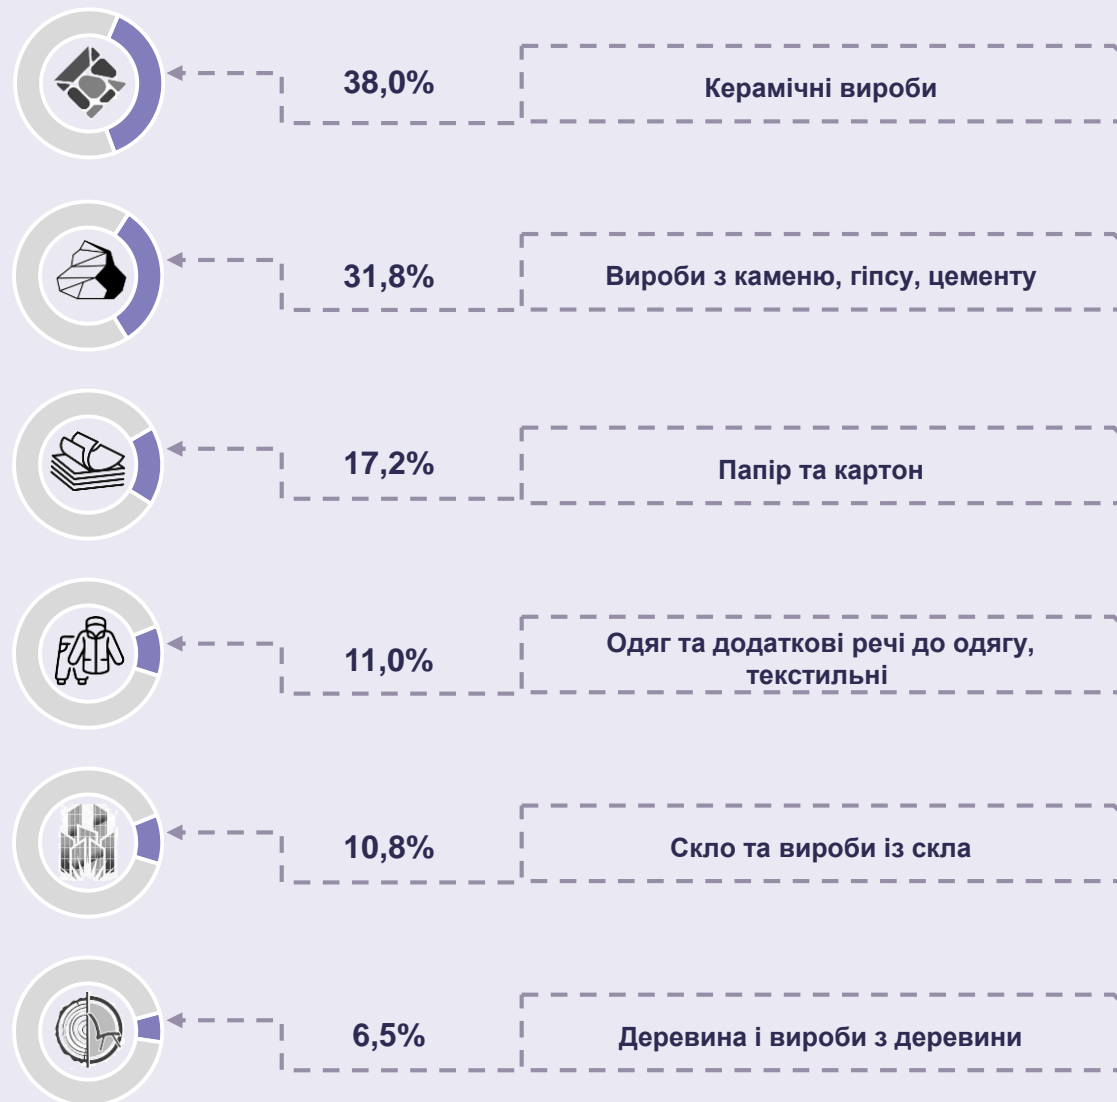 38,0%
Керамічні вироби
31,8%
Вироби з каменю, гіпсу, цементу
17,2%
Папір та картон
11,0%
Одяг та додаткові речі до одягу,
текстильні
10,8%
Скло та вироби із скла
6,5%
Деревина і вироби з деревини